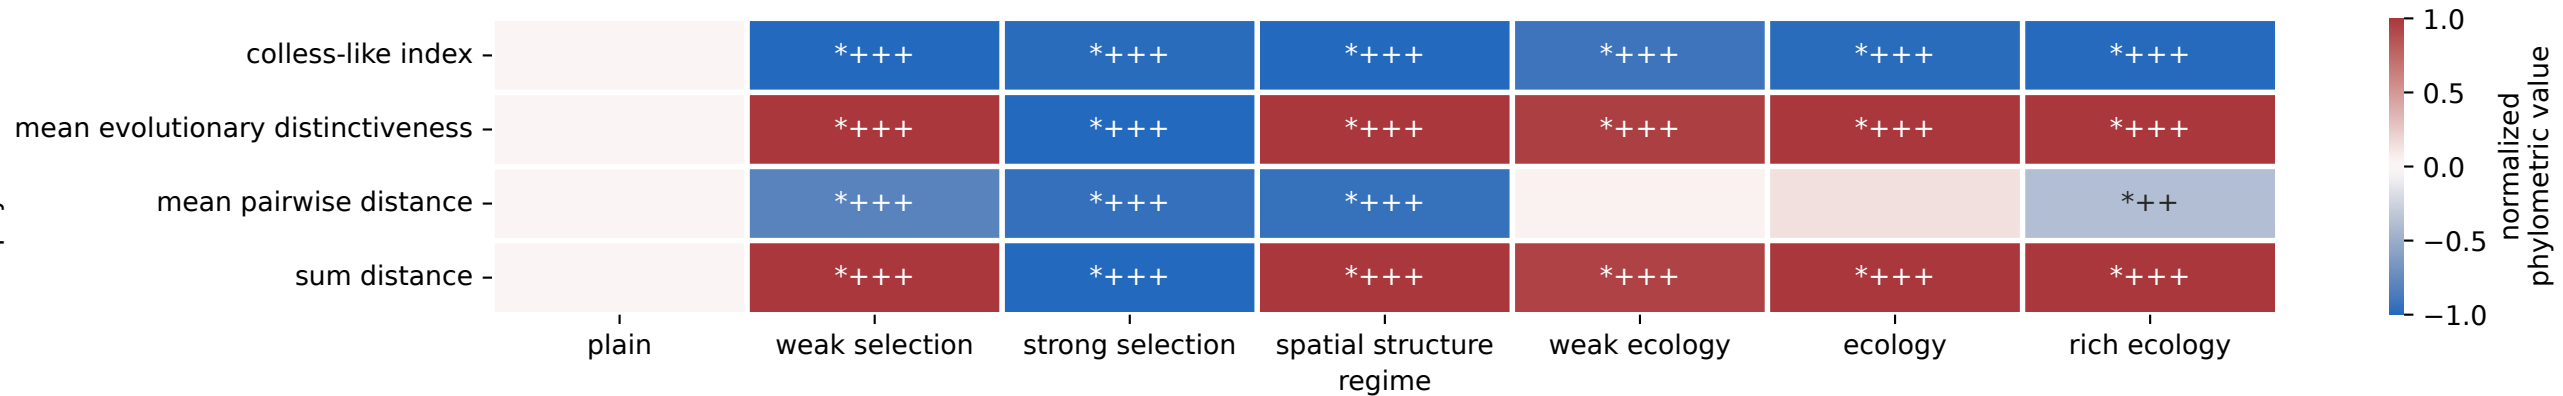 colless-like index *+++ *+++ *+++ *+++ *+++ *+++
mean evolutionary distinctiveness *+++ *+++ *+++ *+++ *+++ *+++
mean pairwise distance *+++ *+++ *+++ *++
sum distance *+++ *+++ *+++ *+++ *+++ *+++
plain weak selection strong selection spatial structure weak ecology ecology rich ecology
regime
1.0
0.5
0.0
−0.5
−1.0
normalized
phylometric value